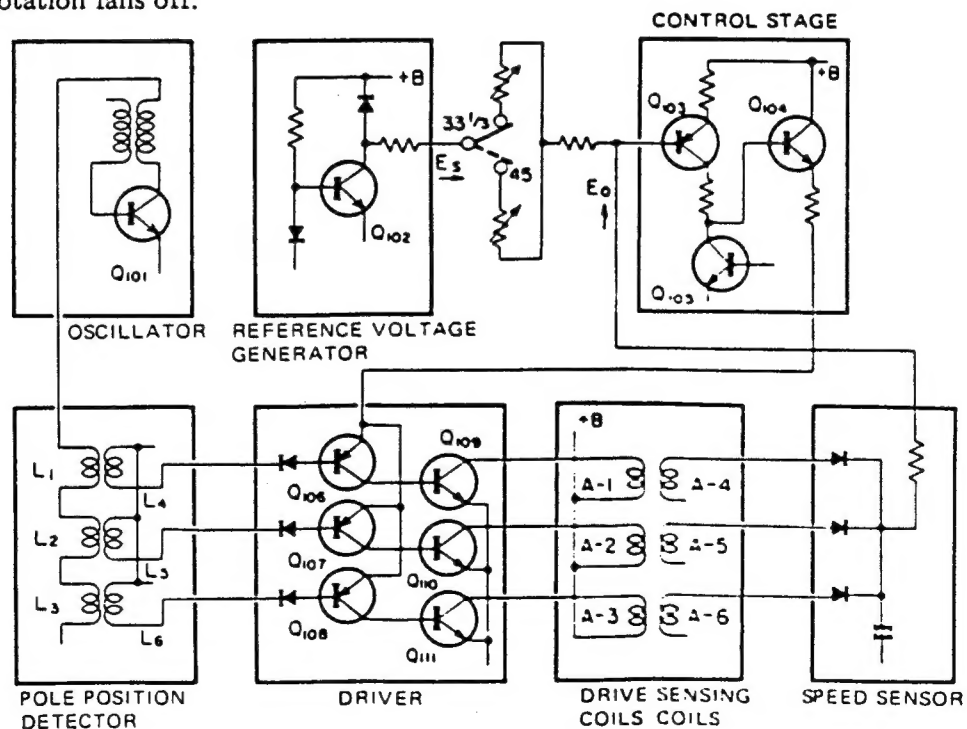 otation falls off.
CONTROL STAGE
+B
+B
Q103
Q104
33 1/3
Es
45
Eo
Q102
Q101
Q103
OSCILLATOR
REFERENCE VOLTAGE
GENERATOR
+B
Q109
L1
L4
Q106
A-1
A-4
L2
L5
Q107
Q110
A-2
A-5
L3
L6
Q108
Q111
A-3
A-6
POLE POSITION
DETECTOR
DRIVER
DRIVE SENSING
COILS COILS
SPEED SENSOR